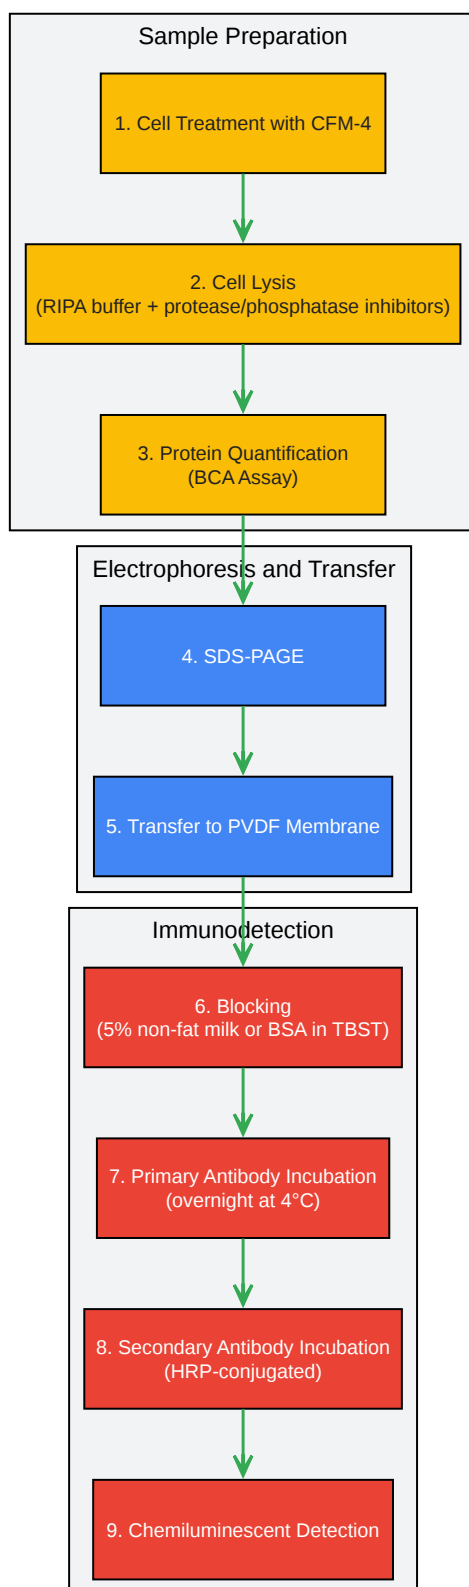 Sample Preparation
1. Cell Treatment with CFM-4
2. Cell Lysis
(RIPA buffer + protease/phosphatase inhibitors)
3. Protein Quantification
(BCA Assay)
Electrophoresis and Transfer
4. SDS-PAGE
5. Transfer to PVDF Membrane
Immunodetection
6. Blocking
(5% non-fat milk or BSA in TBST)
7. Primary Antibody Incubation
(overnight at 4°C)
8. Secondary Antibody Incubation
(HRP-conjugated)
9. Chemiluminescent Detection